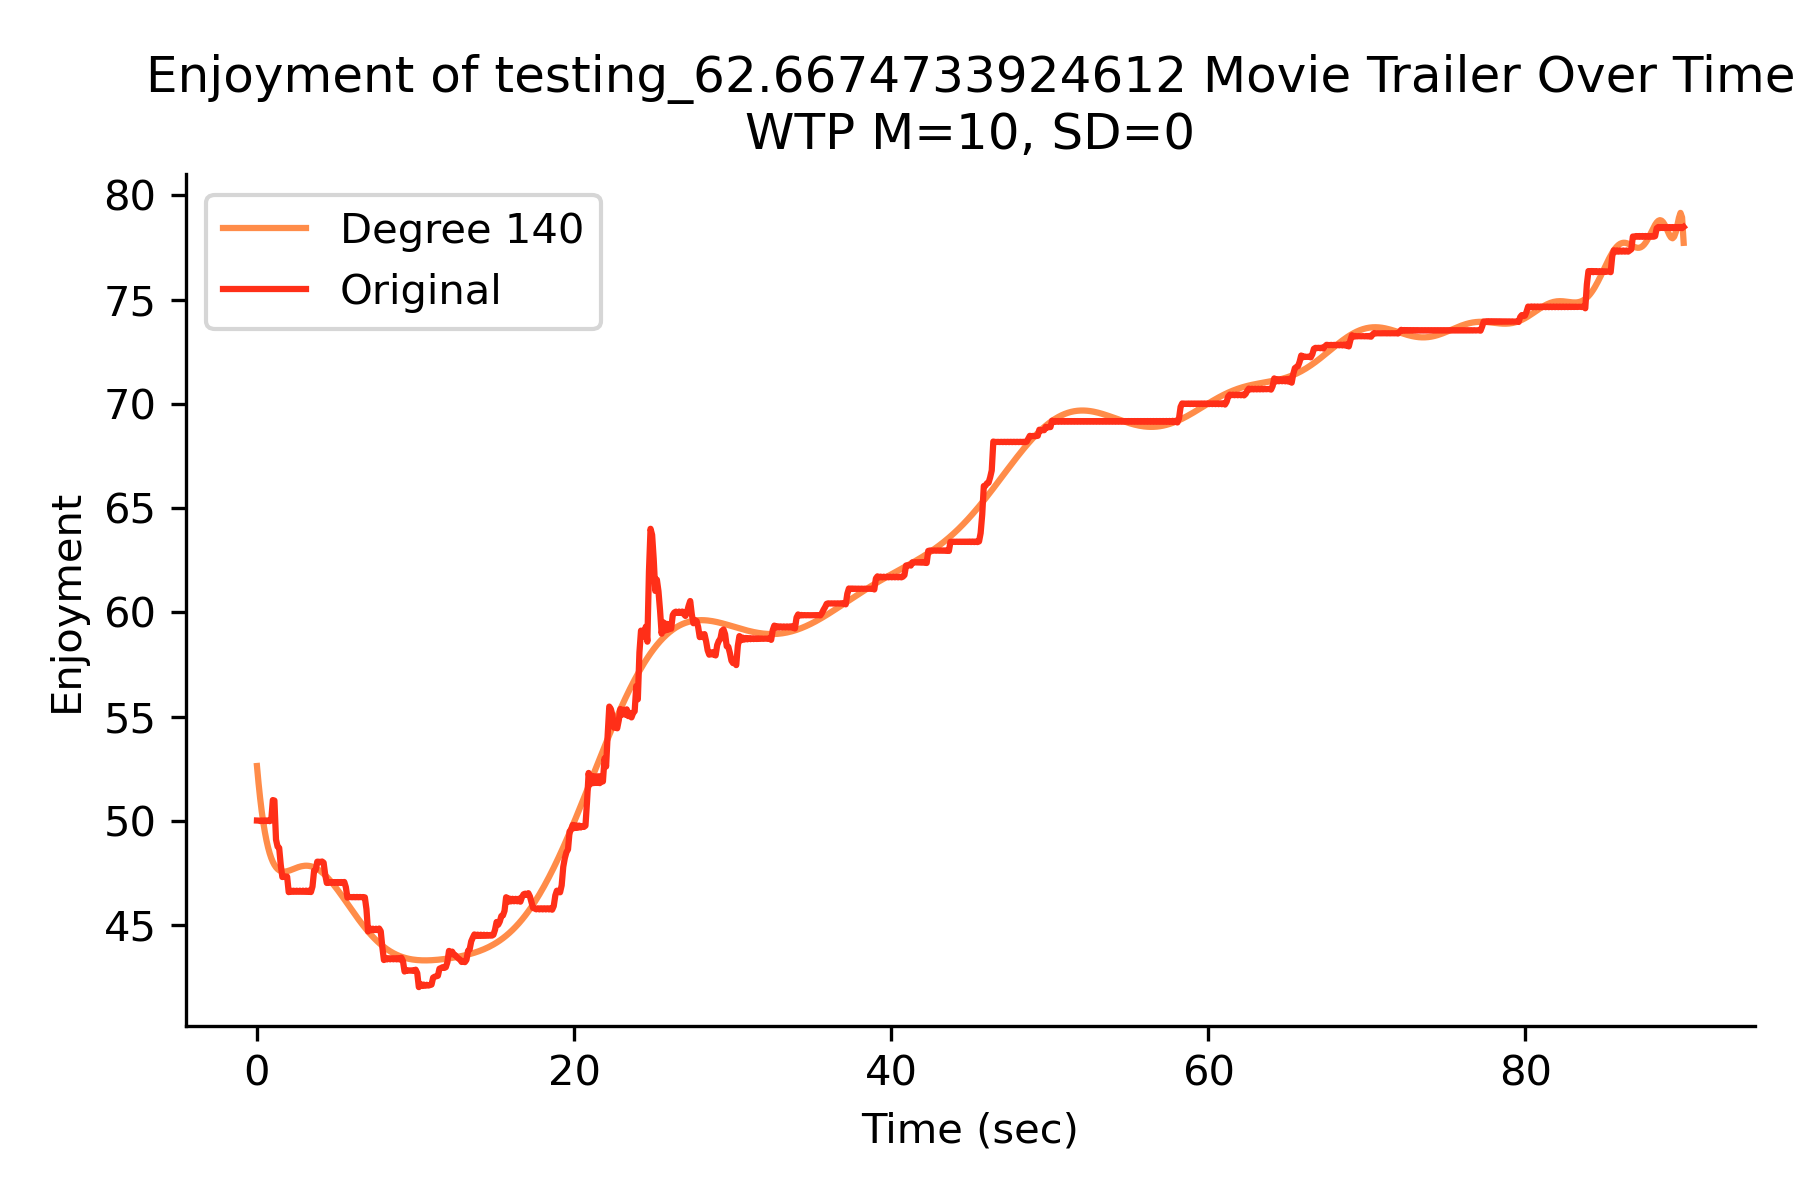 Enjoyment of testing_62.6674733924612 Movie Trailer Over Time
WTP M=10, SD=0
Degree 140
Original
80
75
70
65
60
55
50
45
Enjoyment
0 20 40 60 80
Time (sec)